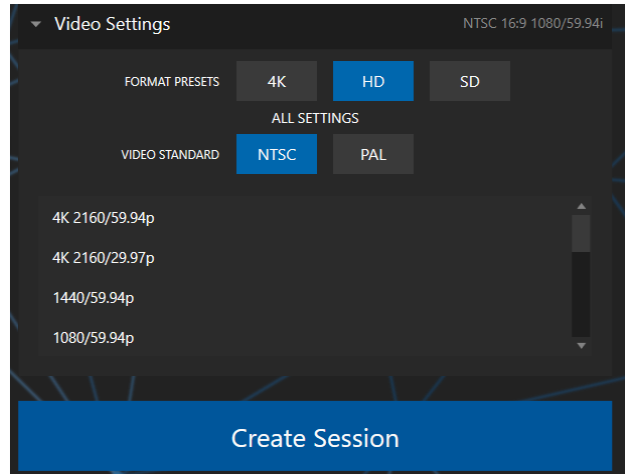 Video Settings NTSC 16:9 1080/59.94i
FORMAT PRESETS 4K HD SD
ALL SETTINGS
VIDEO STANDARD NTSC PAL
4K 2160/59.94p
4K 2160/29.97p
1440/59.94p
1080/59.94p
Create Session